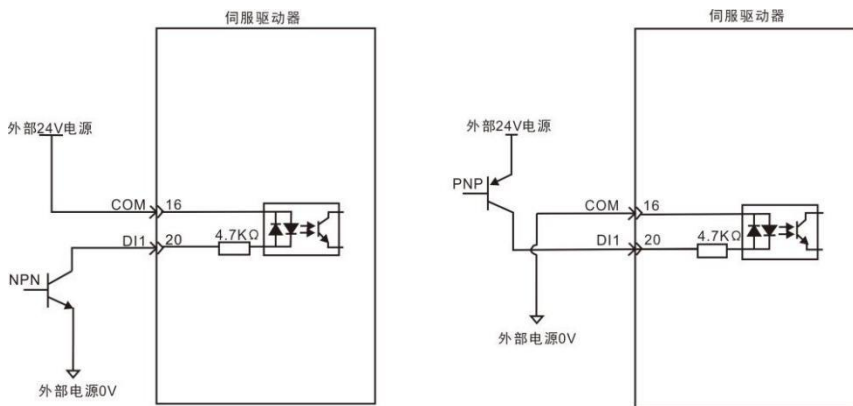 伺服驱动器
外部24V电源
COM 16
DI1 20 4.7KΩ
NPN
外部电源0V
伺服驱动器
外部24V电源
PNP
COM 16
DI1 20 4.7KΩ
外部电源0V